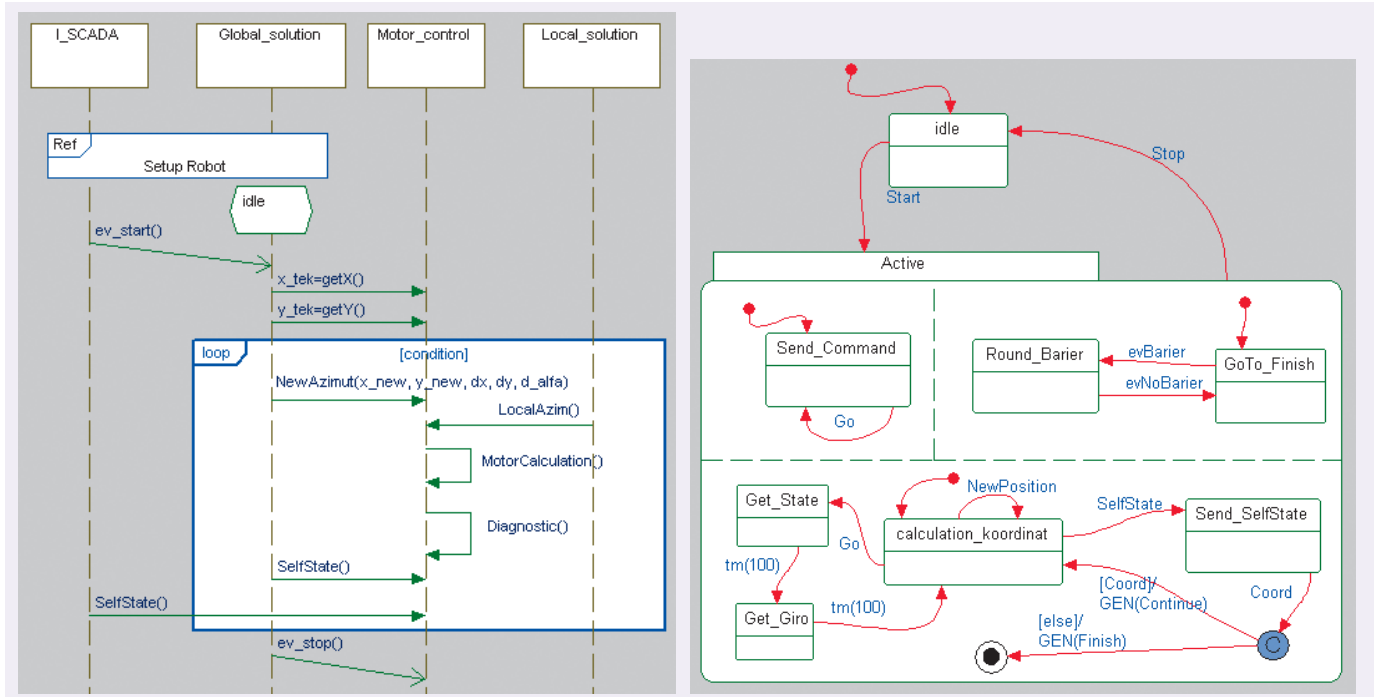 I_SCADA
Global_solution
Motor_control
Local_solution
Ref
Setup Robot
idle
ev_start()
x_tek=getX()
y_tek=getY()
loop
[condition]
NewAzimut(x_new, y_new, dx, dy, d_alfa)
LocalAzim()
MotorCalculation()
Diagnostic()
SelfState()
SelfState()
ev_stop()
idle
Stop
Start
Active
Send_Command
Go
Round_Barier
evBarier
GoTo_Finish
evNoBarier
Get_State
NewPosition
SelfState
Send_SelfState
calculation_koordinat
Go
tm(100)
Get_Giro
tm(100)
[Coord]/
GEN(Continue)
Coord
[else]/
GEN(Finish)
C